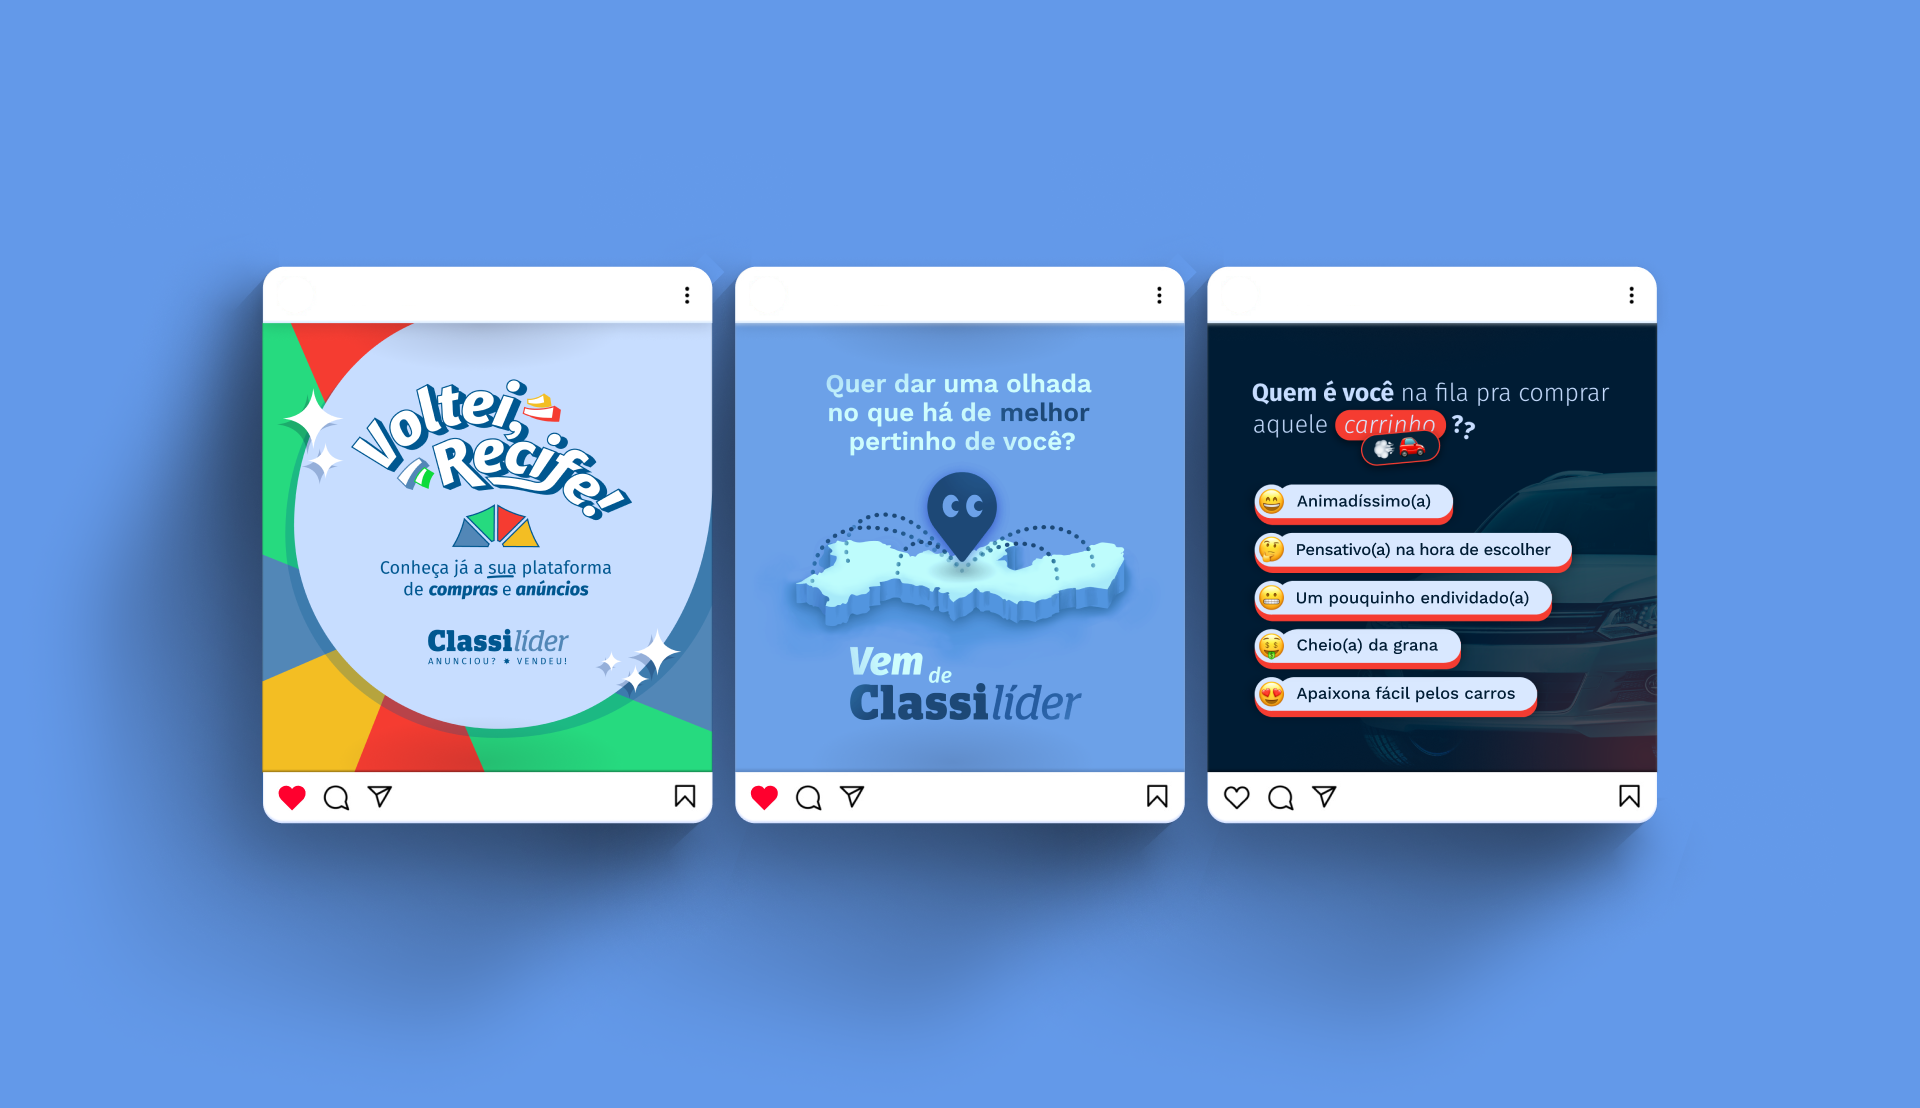 Voltei,
Recife!
Conheça já a sua plataforma
de compras e anúncios
Classilíder
ANUNCIOU? ✸ VENDEU!
Quer dar uma olhada
no que há de melhor
pertinho de você?
Vem de
Classilíder
Quem é você na fila pra comprar
aquele carrinho ??
Animadíssimo(a)
Pensativo(a) na hora de escolher
Um pouquinho endividado(a)
Cheio(a) da grana
Apaixona fácil pelos carros